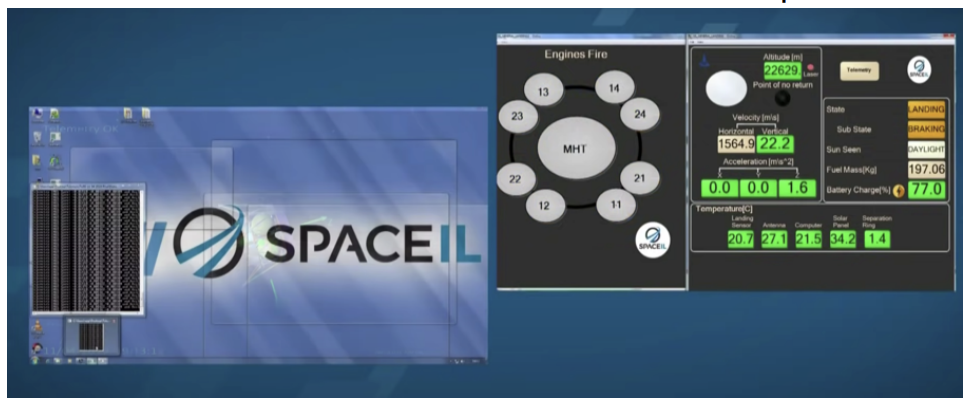 SPACEIL
Engines Fire
13
14
23
24
MHT
22
21
12
11
SPACEIL
Altitude [m]
22629
Laser
Point of no return
Velocity [m\s]
Horizontal Vertical
1564.9 22.2
Acceleration [m\s^2]
X Y Z
0.0 0.0 1.6
Telemetry
SPACEIL
State LANDING
Sub State BRAKING
Sun Seen DAYLIGHT
Fuel Mass[Kg] 197.06
Battery Charge[%] 77.0
Temperature[C]
Landing Sensor Antenna Computer Solar Panel Separation Ring
20.7 27.1 21.5 34.2 1.4